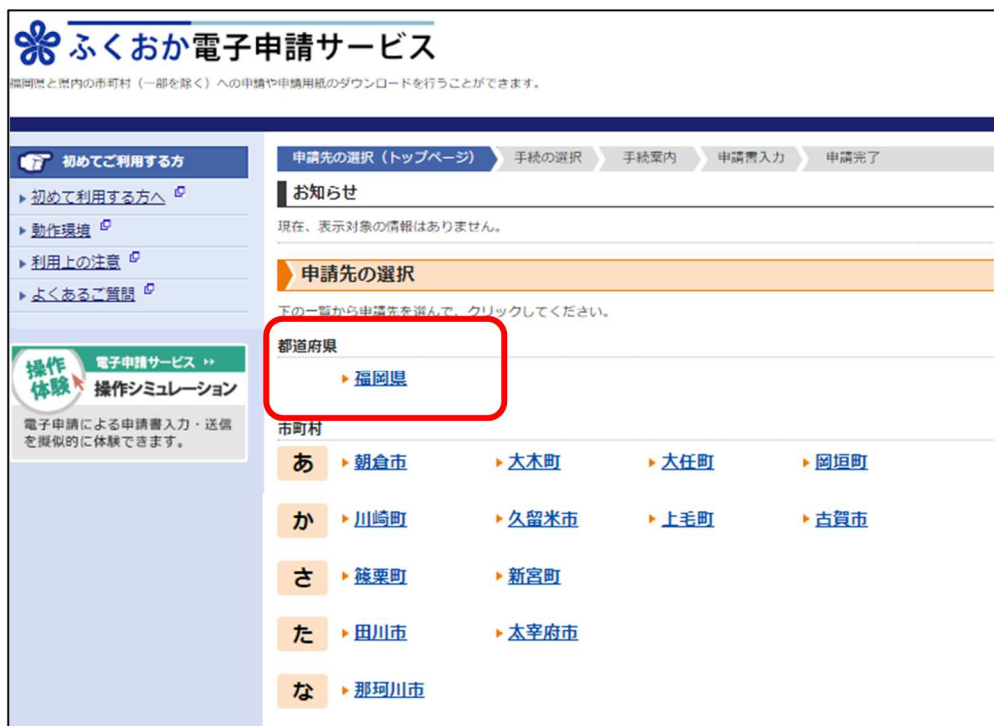 ふくおか電子申請サービス
福岡県と県内の市町村（一部を除く）への申請や申請用紙のダウンロードを行うことができます。
初めてご利用する方
初めて利用する方へ
動作環境
利用上の注意
よくあるご質問
操作体験
電子申請サービス
操作シミュレーション
電子申請による申請書入力・送信
を擬似的に体験できます。
申請先の選択（トップページ） 手続の選択 手続案内 申請書入力 申請完了
お知らせ
現在、表示対象の情報はありません。
申請先の選択
下の一覧から申請先を選んで、クリックしてください。
都道府県
福岡県
市町村
あ 朝倉市 大木町 大任町 岡垣町
か 川崎町 久留米市 上毛町 古賀市
さ 篠栗町 新宮町
た 田川市 太宰府市
な 那珂川市